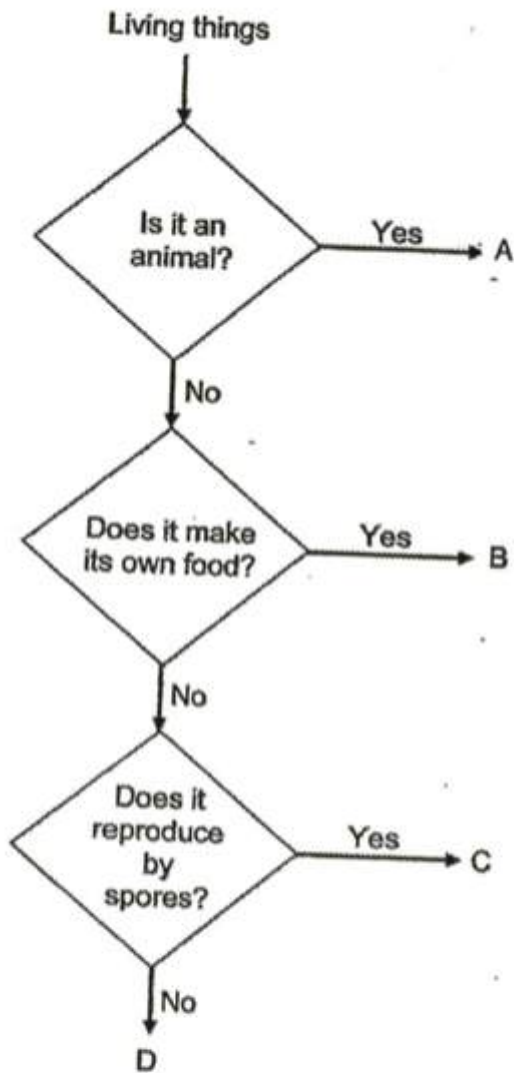 Living things
Is it an
animal?
Yes
A
No
Does it make
its own food?
Yes
B
No
Does it
reproduce
by
spores?
Yes
C
No
D